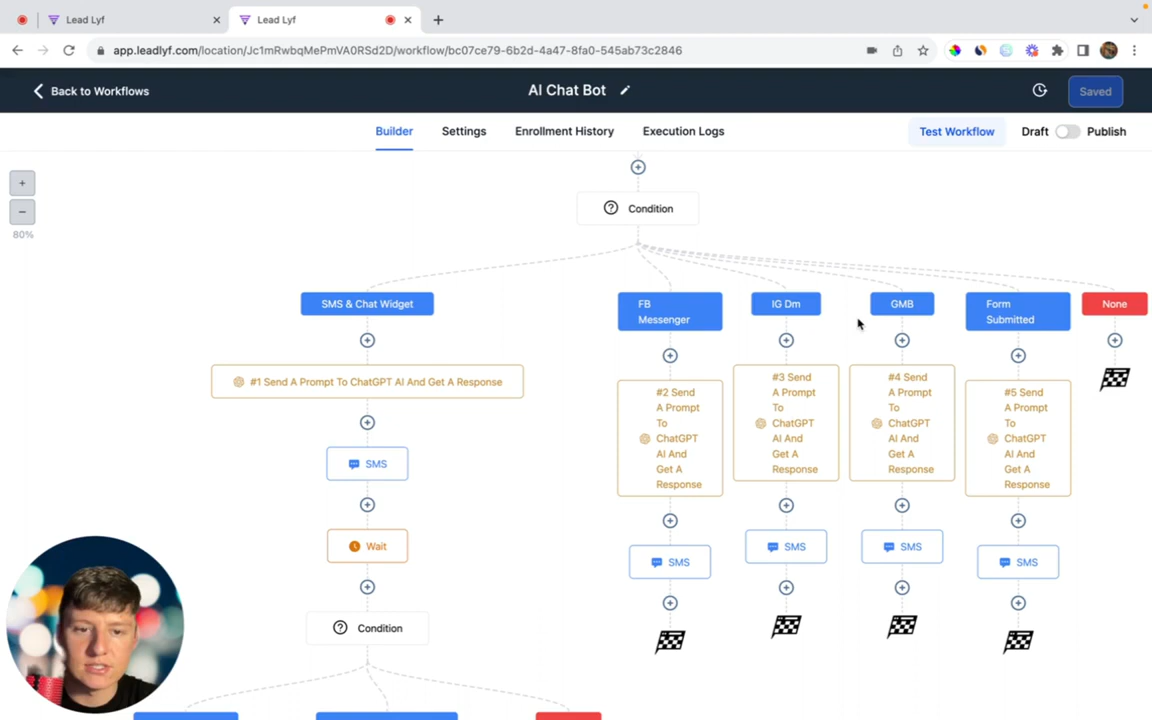 Lead Lyf
Lead Lyf
app.leadlyf.com/location/Jc1mRwbqMePmVA0RSd2D/workflow/bc07ce79-6b2d-4a47-8fa0-545ab73c2846
Back to Workflows
AI Chat Bot
Saved
Builder
Settings
Enrollment History
Execution Logs
Test Workflow
Draft
Publish
+
−
80%
Condition
SMS & Chat Widget
FB
Messenger
IG Dm
GMB
Form
Submitted
None
#1 Send A Prompt To ChatGPT AI And Get A Response
SMS
Wait
Condition
#2 Send
A Prompt
To
ChatGPT
AI And
Get A
Response
SMS
#3 Send
A Prompt
To
ChatGPT
AI And
Get A
Response
SMS
#4 Send
A Prompt
To
ChatGPT
AI And
Get A
Response
SMS
#5 Send
A Prompt
To
ChatGPT
AI And
Get A
Response
SMS